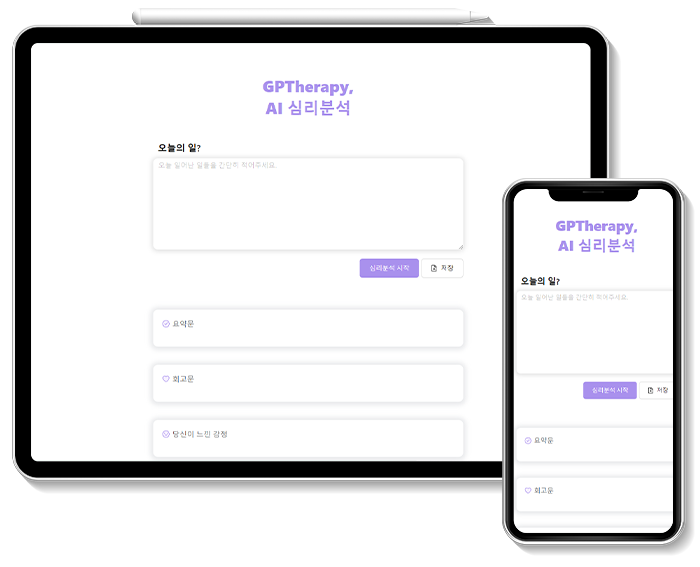 GPTherapy,
AI 심리분석
오늘의 일?
오늘 일어난 일들을 간단히 적어주세요.
심리분석 시작
저장
요약문
회고문
당신이 느낀 감정
GPTherapy,
AI 심리분석
오늘의 일?
오늘 일어난 일들을 간단히 적어주세요.
심리분석 시작
저장
요약문
회고문